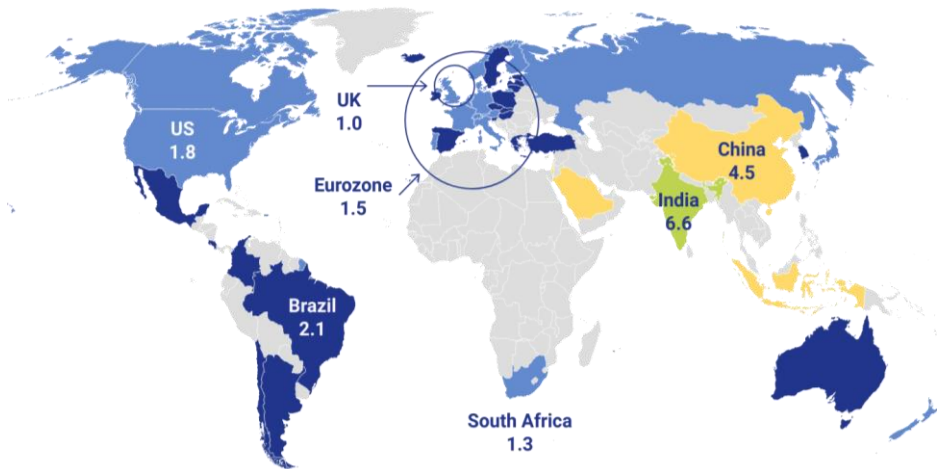 US
1.8
UK
1.0
Eurozone
1.5
China
4.5
India
6.6
Brazil
2.1
South Africa
1.3